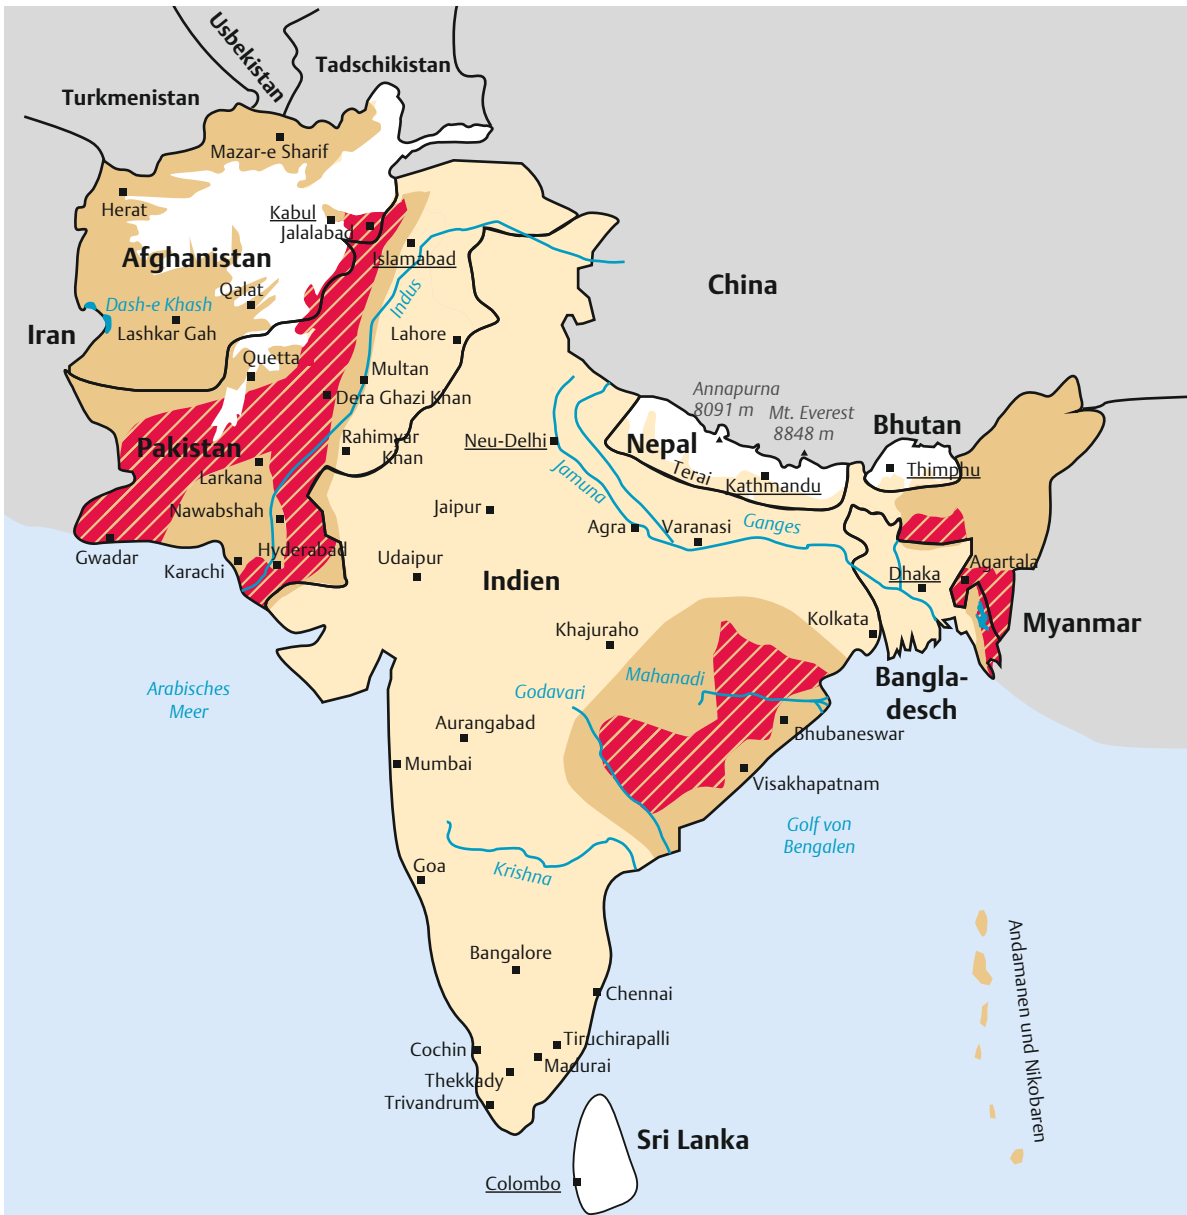 Usbekistan
Tadschikistan
Turkmenistan
Mazar-e Sharif
Herat
Kabul
Jalalabad
Afghanistan
Islamabad
China
Qalat
Indus
Dash-e Khash
Iran
Lashkar Gah
Lahore
Quetta
Multan
Annapurna
8091 m
Dera Ghazi Khan
Mt. Everest
8848 m
Bhutan
Pakistan
Rahimyar
Khan
Neu-Delhi
Nepal
Terai
Thimphu
Larkana
Jamuna
Kathmandu
Nawabshah
Jaipur
Agra
Varanasi
Ganges
Gwadar
Karachi
Hyderabad
Udaipur
Indien
Dhaka
Agartala
Khajuraho
Kolkata
Myanmar
Arabisches
Meer
Godavari
Mahanadi
Bangla-
desch
Aurangabad
Bhubaneswar
Mumbai
Visakhapatnam
Golf von
Bengalen
Goa
Krishna
Andamanen und Nikobaren
Bangalore
Chennai
Cochin
Tiruchirapalli
Madurai
Thekkady
Trivandrum
Sri Lanka
Colombo